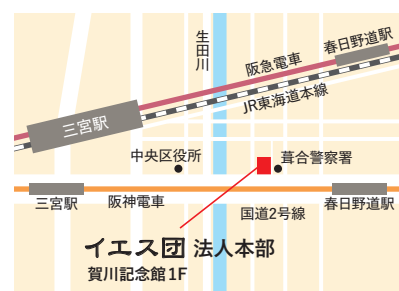 生田川
阪急電車
春日野道駅
JR東海道本線
三宮駅
中央区役所
葺合警察署
三宮駅
阪神電車
国道2号線
春日野道駅
イエス団 法人本部
賀川記念館1F